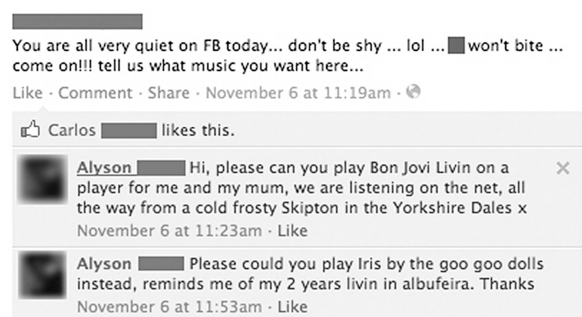 You are all very quiet on FB today... don't be shy ... lol ... won't bite ...
come on!!! tell us what music you want here...
Like · Comment · Share · November 6 at 11:19am ·
Carlos likes this.
Alyson Hi, please can you play Bon Jovi Livin on a
player for me and my mum, we are listening on the net, all
the way from a cold frosty Skipton in the Yorkshire Dales x
November 6 at 11:23am · Like
Alyson Please could you play Iris by the goo goo dolls
instead, reminds me of my 2 years livin in albufeira. Thanks
November 6 at 11:53am · Like